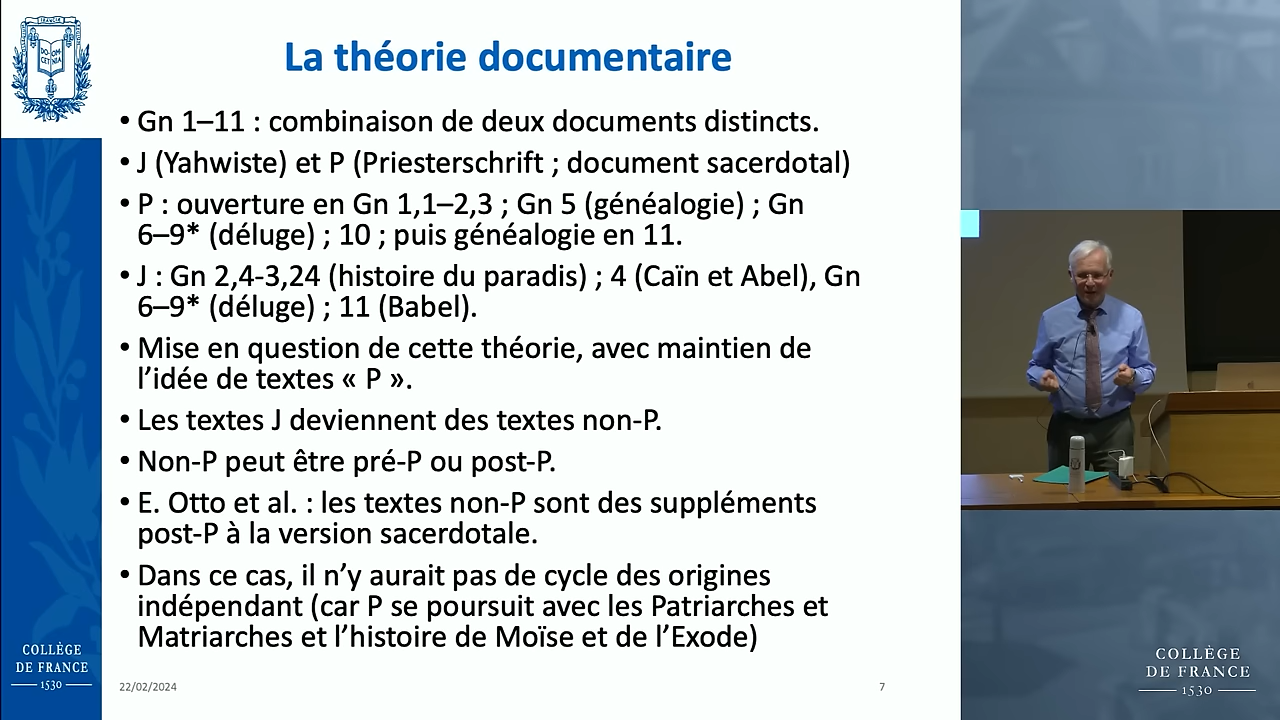 La théorie documentaire
• Gn 1–11 : combinaison de deux documents distincts.
• J (Yahwiste) et P (Priesterschrift ; document sacerdotal)
• P : ouverture en Gn 1,1–2,3 ; Gn 5 (généalogie) ; Gn
6–9* (déluge) ; 10 ; puis généalogie en 11.
• J : Gn 2,4-3,24 (histoire du paradis) ; 4 (Caïn et Abel), Gn
6–9* (déluge) ; 11 (Babel).
• Mise en question de cette théorie, avec maintien de
l’idée de textes « P ».
• Les textes J deviennent des textes non-P.
• Non-P peut être pré-P ou post-P.
• E. Otto et al. : les textes non-P sont des suppléments
post-P à la version sacerdotale.
• Dans ce cas, il n’y aurait pas de cycle des origines
indépendant (car P se poursuit avec les Patriarches et
Matriarches et l’histoire de Moïse et de l’Exode)
22/02/2024
7
COLLÈGE
DE FRANCE
1530
COLLÈGE
DE FRANCE
1530